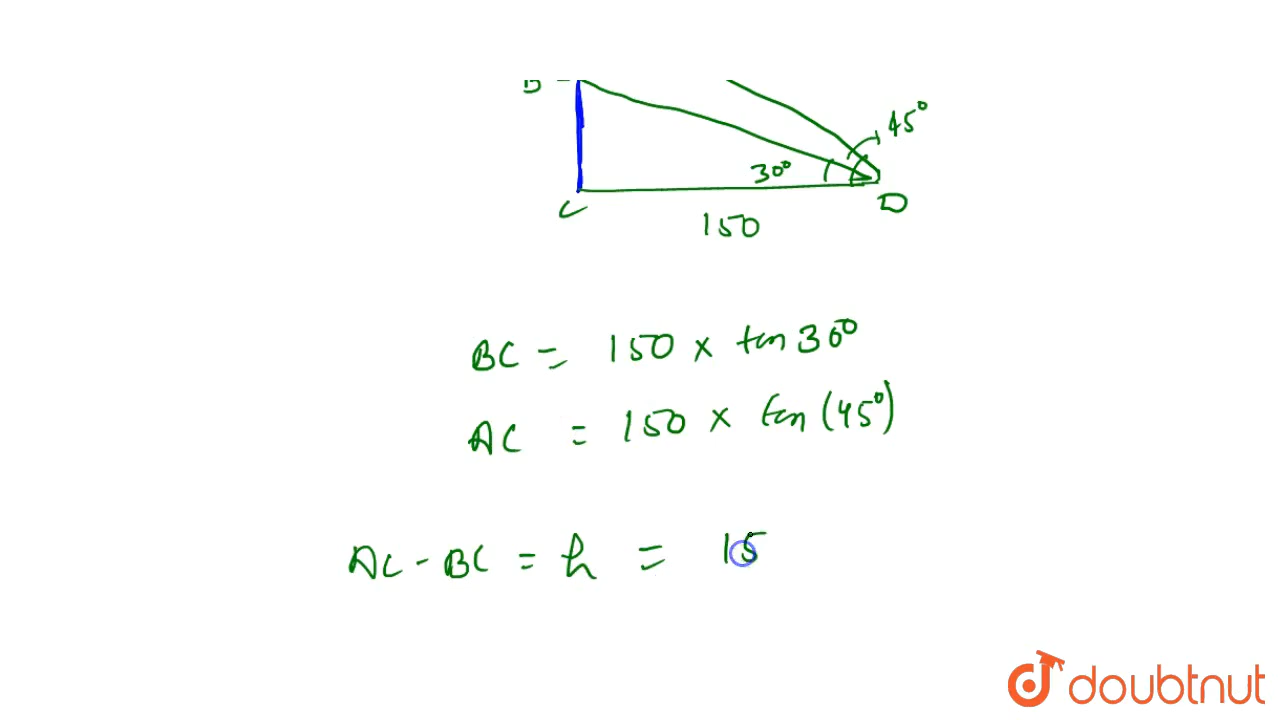 B
45°
30°
C
D
150
BC = 150 × tan 30°
AC = 150 × tan (45°)
AC - BC = h = 15
doubtnut